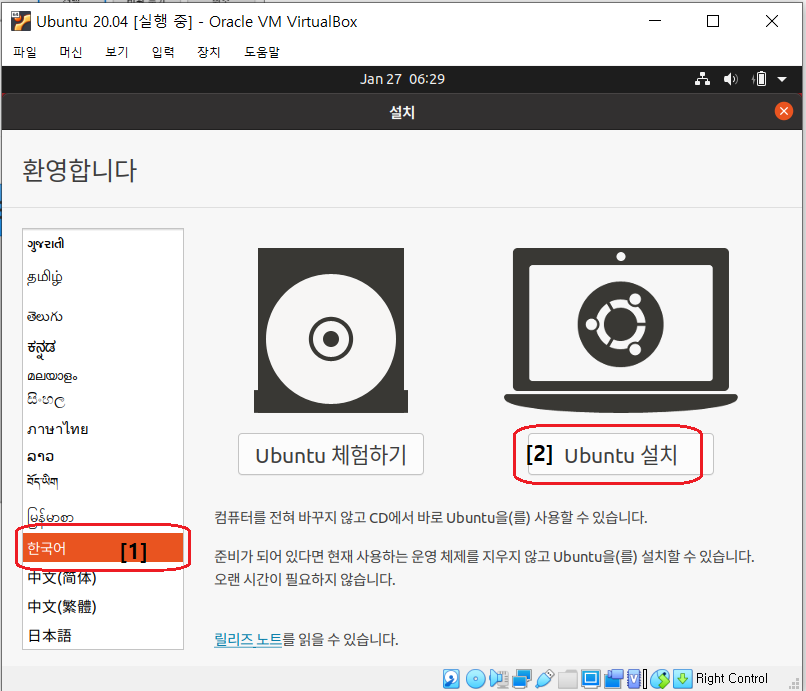 Ubuntu 20.04 [실행 중] - Oracle VM VirtualBox
파일 머신 보기 입력 장치 도움말
Jan 27 06:29
설치
환영합니다
ગુજરાતી
தமிழ்
తెలుగు
ಕನ್ನಡ
മലയാളം
සිංහල
ภาษาไทย
ລາວ
བོད་ཡིག
မြန်မာစာ
한국어 [1]
中文(简体)
中文(繁體)
日本語
Ubuntu 체험하기
[2] Ubuntu 설치
컴퓨터를 전혀 바꾸지 않고 CD에서 바로 Ubuntu을(를) 사용할 수 있습니다.
준비가 되어 있다면 현재 사용하는 운영 체제를 지우지 않고 Ubuntu을(를) 설치할 수 있습니다.
오랜 시간이 필요하지 않습니다.
릴리즈 노트를 읽을 수 있습니다.
Right Control